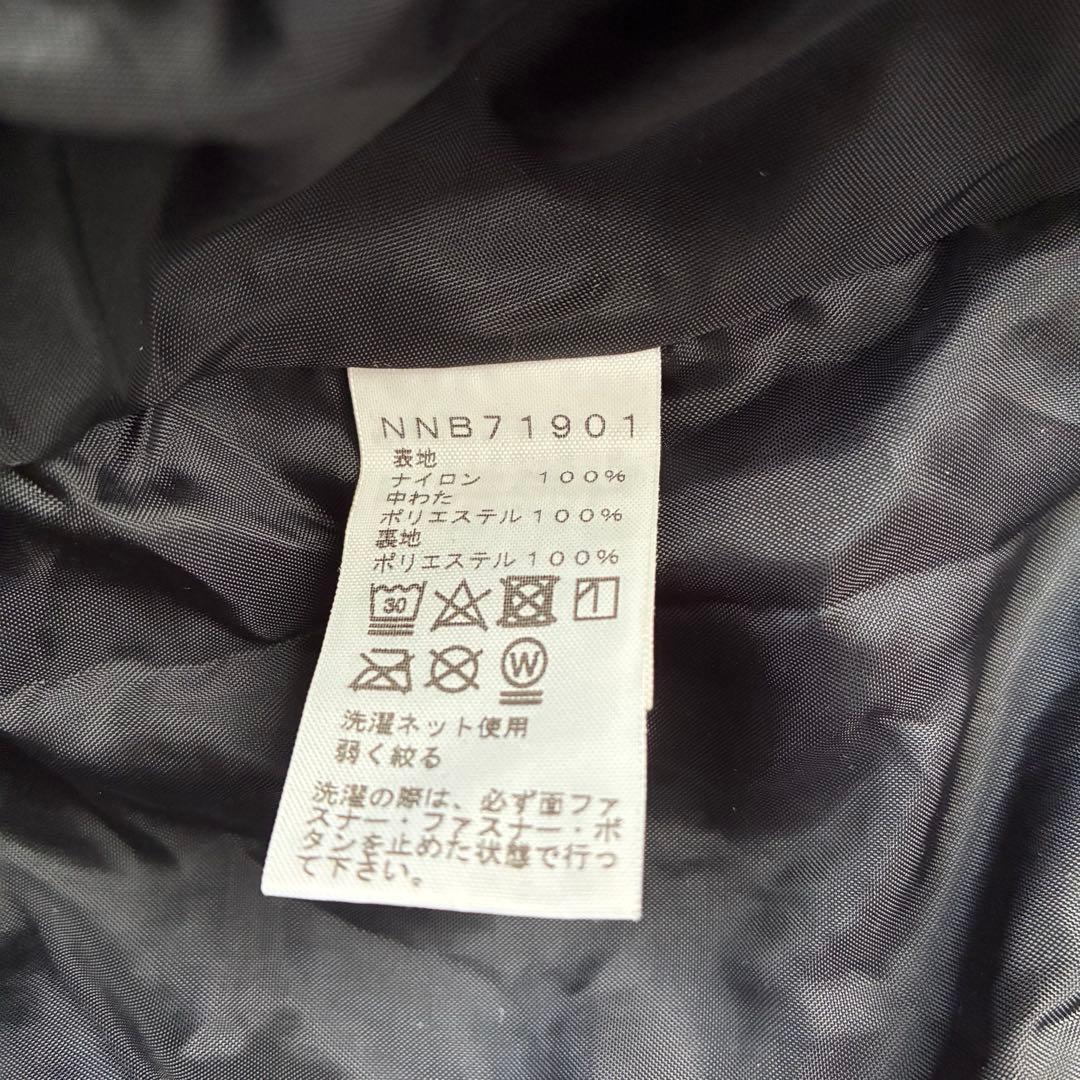 NNB71901
表地
ナイロン 100%
中わた
ポリエステル100%
裏地
ポリエステル100%
30
W
洗濯ネット使用
弱く絞る
洗濯の際は、必ず面ファ
スナー・ファスナー・ボ
タンを止めた状態で行っ
て下さい。